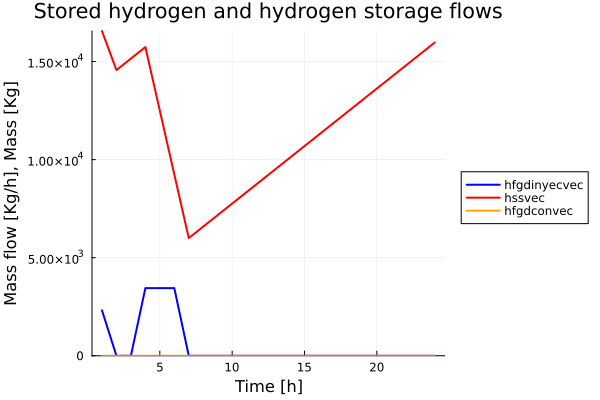 Stored hydrogen and hydrogen storage flows
Mass flow [Kg/h], Mass [Kg]
1.50×10⁴
1.00×10⁴
5.00×10³
0
5
10
15
20
Time [h]
hfgdinyecvec
hssvec
hfgdconvec